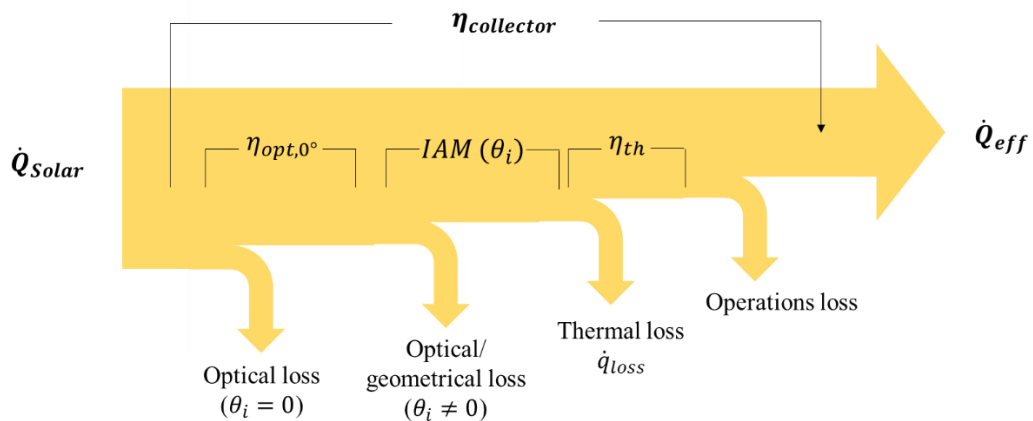 η_collector
Q̇_Solar
η_opt,0°
IAM (θ_i)
η_th
Q̇_eff
Optical loss
(θ_i = 0)
Optical/
geometrical loss
(θ_i ≠ 0)
Thermal loss
q̇_loss
Operations loss